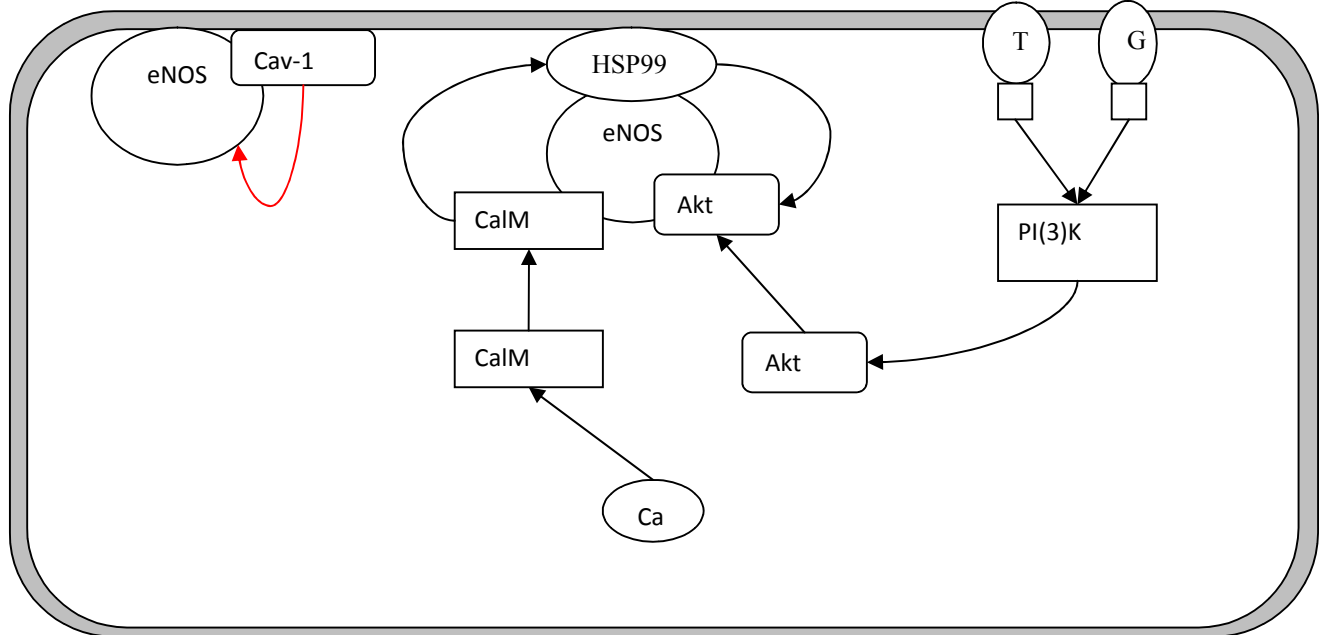 eNOS
Cav-1
HSP99
eNOS
CalM
Akt
T
G
PI(3)K
CalM
Akt
Ca